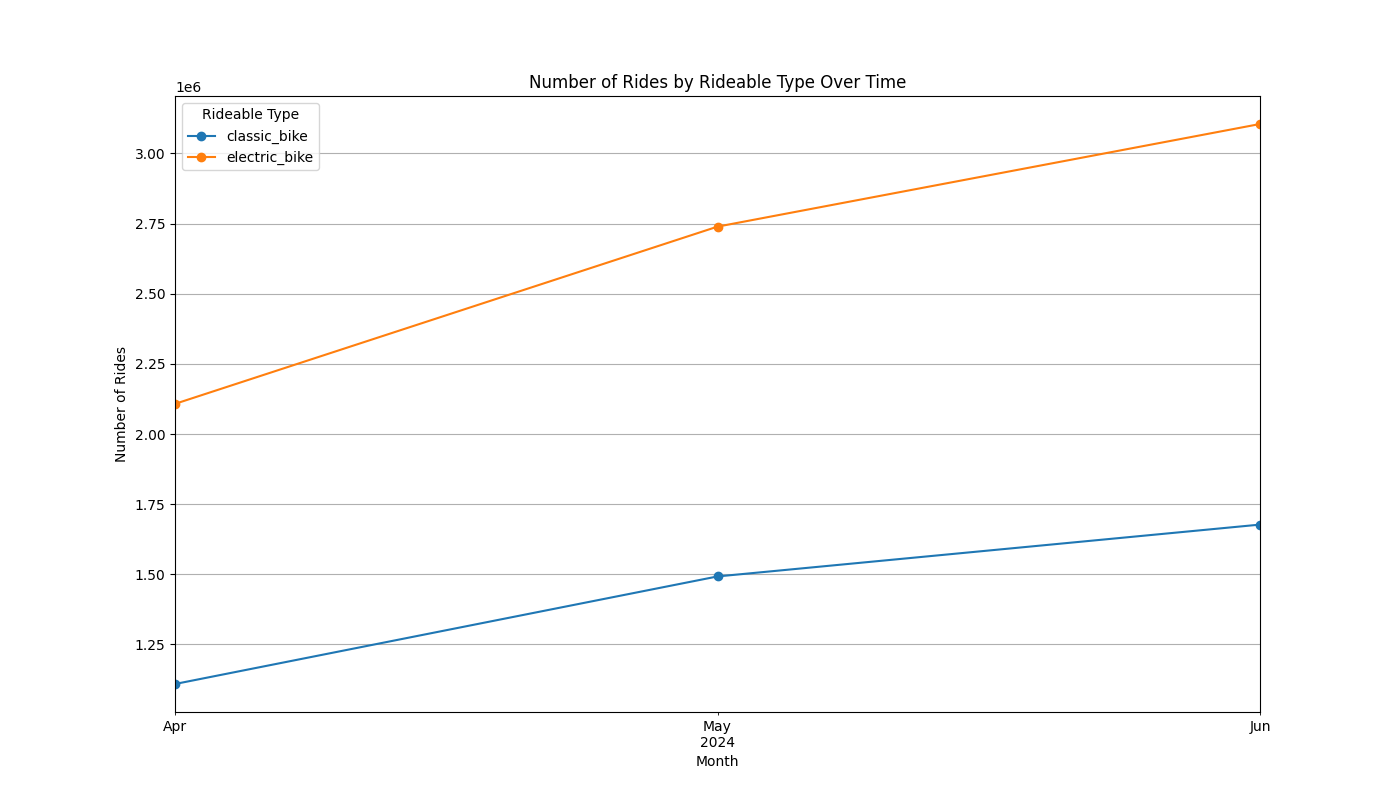 Number of Rides by Rideable Type Over Time
1e6
Rideable Type
classic_bike
electric_bike
3.00
2.75
2.50
2.25
2.00
1.75
1.50
1.25
Number of Rides
Apr
May
Jun
2024
Month